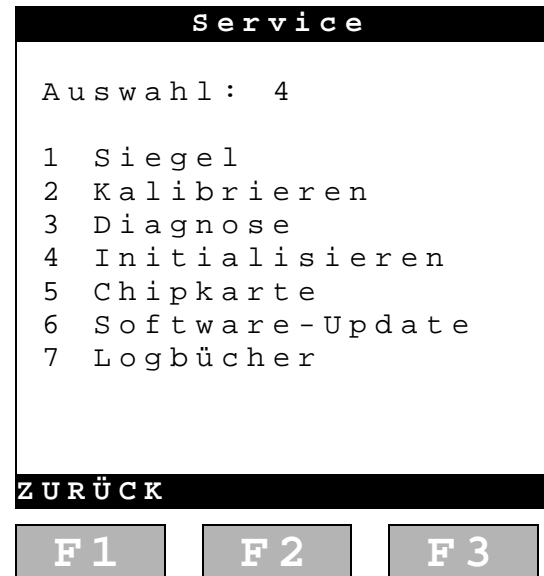 Service
Auswahl: 4
1 Siegel
2 Kalibrieren
3 Diagnose
4 Initialisieren
5 Chipkarte
6 Software-Update
7 Logbücher
ZURÜCK
F1 F2 F3